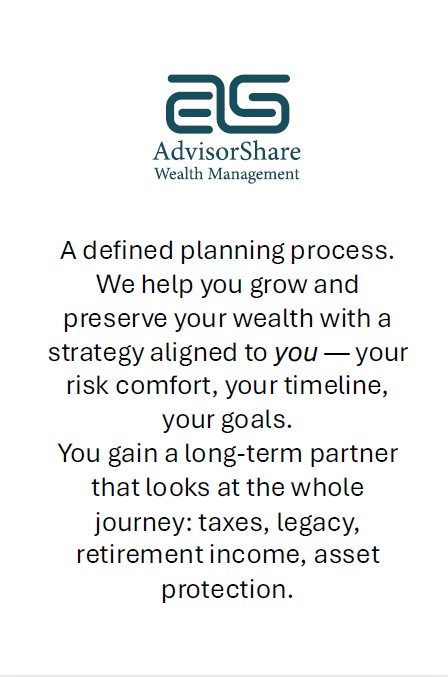 AdvisorShare
Wealth Management
A defined planning process.
We help you grow and
preserve your wealth with a
strategy aligned to you — your
risk comfort, your timeline,
your goals.
You gain a long-term partner
that looks at the whole
journey: taxes, legacy,
retirement income, asset
protection.